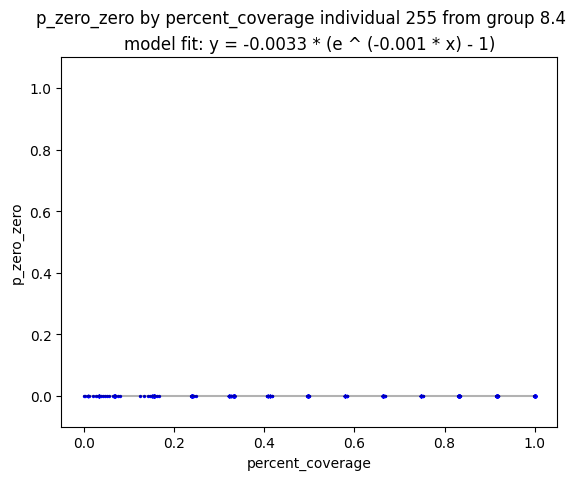 p_zero_zero by percent_coverage individual 255 from group 8.4
model fit: y = -0.0033 * (e ^ (-0.001 * x) - 1)
1.0
0.8
0.6
0.4
0.2
0.0
p_zero_zero
0.0 0.2 0.4 0.6 0.8 1.0
percent_coverage